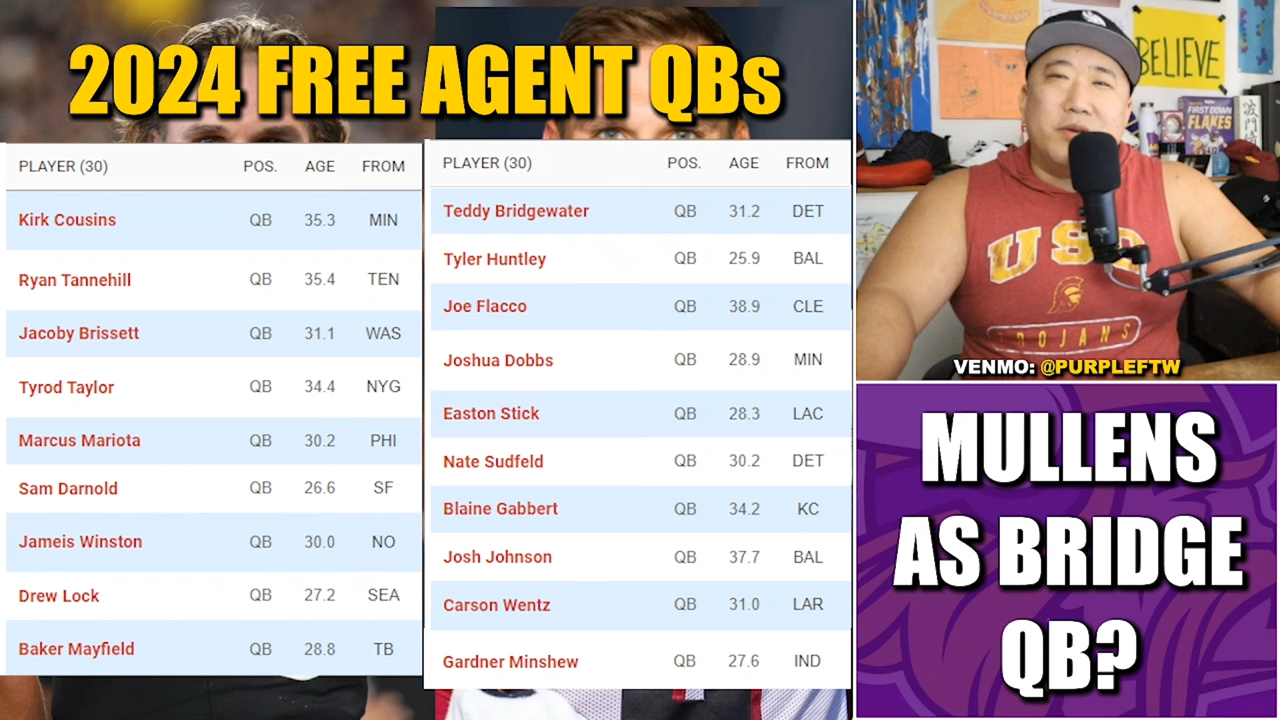 2024 FREE AGENT QBs
PLAYER (30) POS. AGE FROM
Kirk Cousins QB 35.3 MIN
Ryan Tannehill QB 35.4 TEN
Jacoby Brissett QB 31.1 WAS
Tyrod Taylor QB 34.4 NYG
Marcus Mariota QB 30.2 PHI
Sam Darnold QB 26.6 SF
Jameis Winston QB 30.0 NO
Drew Lock QB 27.2 SEA
Baker Mayfield QB 28.8 TB
PLAYER (30) POS. AGE FROM
Teddy Bridgewater QB 31.2 DET
Tyler Huntley QB 25.9 BAL
Joe Flacco QB 38.9 CLE
Joshua Dobbs QB 28.9 MIN
Easton Stick QB 28.3 LAC
Nate Sudfeld QB 30.2 DET
Blaine Gabbert QB 34.2 KC
Josh Johnson QB 37.7 BAL
Carson Wentz QB 31.0 LAR
Gardner Minshew QB 27.6 IND
BELIEVE
FIRST DOWN
FLAKES
USC
TROJANS
VENMO: @PURPLEFTW
MULLENS
AS BRIDGE
QB?